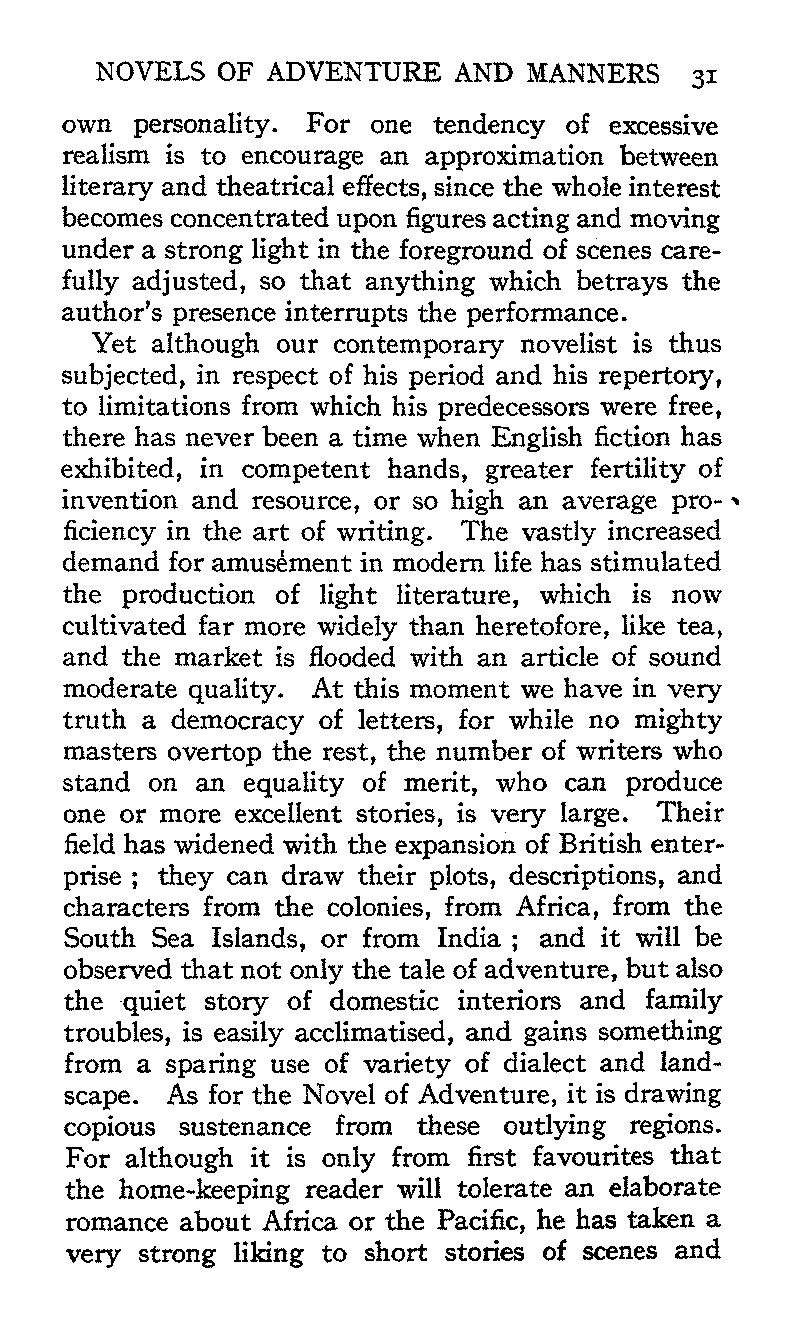 NOVELS OF ADVENTURE AND MANNERS 31
own personality. For one tendency of excessive
realism is to encourage an approximation between
literary and theatrical effects, since the whole interest
becomes concentrated upon figures acting and moving
under a strong light in the foreground of scenes care-
fully adjusted, so that anything which betrays the
author's presence interrupts the performance.
Yet although our contemporary novelist is thus
subjected, in respect of his period and his repertory,
to limitations from which his predecessors were free,
there has never been a time when English fiction has
exhibited, in competent hands, greater fertility of
invention and resource, or so high an average pro-
ficiency in the art of writing. The vastly increased
demand for amusement in modern life has stimulated
the production of light literature, which is now
cultivated far more widely than heretofore, like tea,
and the market is flooded with an article of sound
moderate quality. At this moment we have in very
truth a democracy of letters, for while no mighty
masters overtop the rest, the number of writers who
stand on an equality of merit, who can produce
one or more excellent stories, is very large. Their
field has widened with the expansion of British enter-
prise ; they can draw their plots, descriptions, and
characters from the colonies, from Africa, from the
South Sea Islands, or from India ; and it will be
observed that not only the tale of adventure, but also
the quiet story of domestic interiors and family
troubles, is easily acclimatised, and gains something
from a sparing use of variety of dialect and land-
scape. As for the Novel of Adventure, it is drawing
copious sustenance from these outlying regions.
For although it is only from first favourites that
the home-keeping reader will tolerate an elaborate
romance about Africa or the Pacific, he has taken a
very strong liking to short stories of scenes and